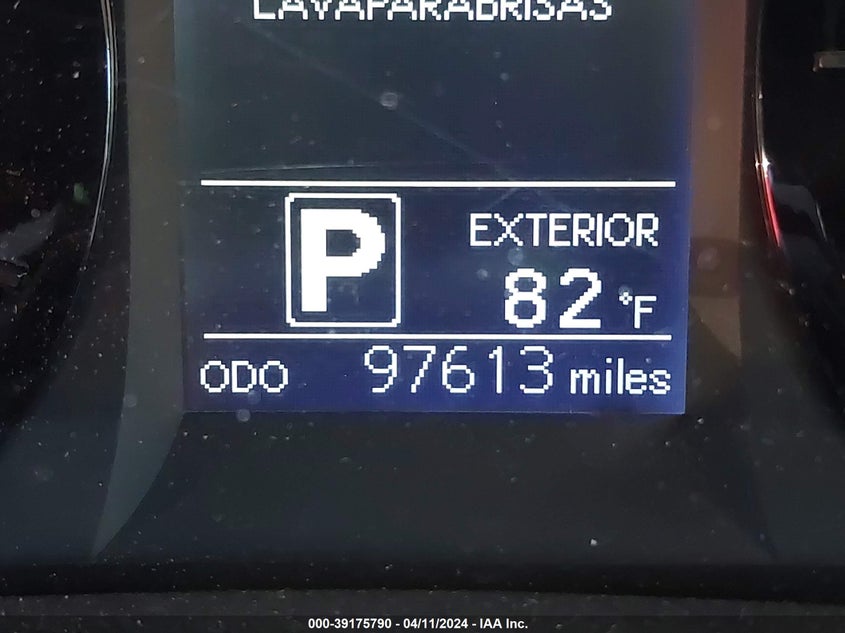 LAVAPARABRISAS
P
EXTERIOR
82 °F
ODO 97613 miles
000-39175790 - 04/11/2024 - IAA Inc.